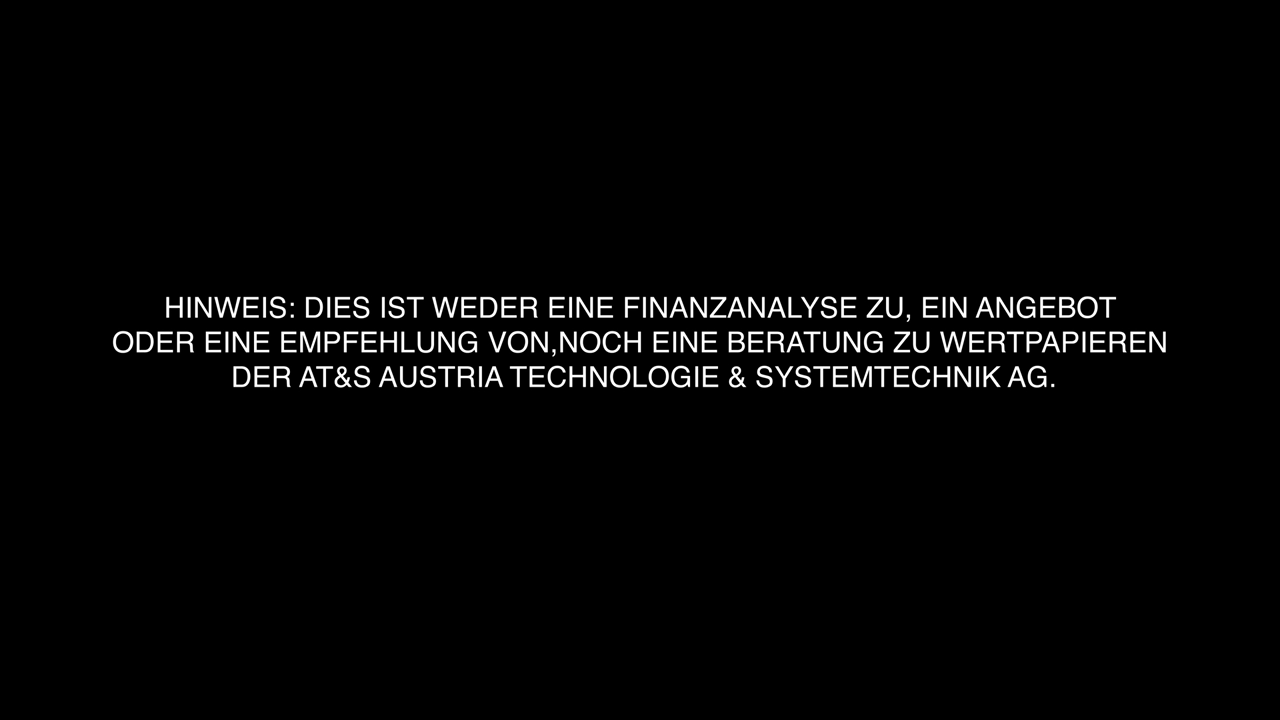 HINWEIS: DIES IST WEDER EINE FINANZANALYSE ZU, EIN ANGEBOT
ODER EINE EMPFEHLUNG VON,NOCH EINE BERATUNG ZU WERTPAPIEREN
DER AT&S AUSTRIA TECHNOLOGIE & SYSTEMTECHNIK AG.